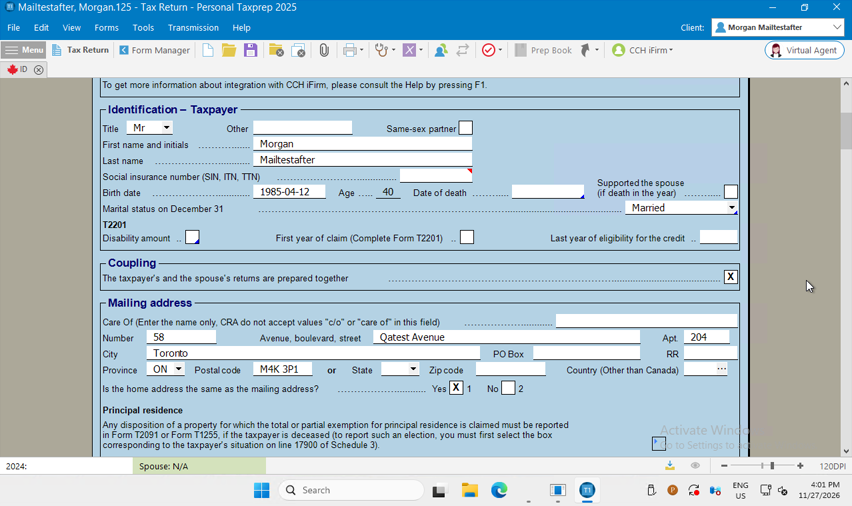 Mailtestafter, Morgan.125 - Tax Return - Personal Taxprep 2025
File Edit View Forms Tools Transmission Help Client: Morgan Mailtestafter
Menu Tax Return Form Manager Prep Book CCH iFirm Virtual Agent
ID
To get more information about integration with CCH iFirm, please consult the Help by pressing F1.
Identification – Taxpayer
Title Mr Other Same-sex partner
First name and initials Morgan
Last name Mailtestafter
Social insurance number (SIN, ITN, TTN)
Supported the spouse
Birth date 1985-04-12 Age 40 Date of death (if death in the year)
Marital status on December 31 Married
T2201
Disability amount First year of claim (Complete Form T2201) Last year of eligibility for the credit
Coupling
The taxpayer's and the spouse's returns are prepared together X
Mailing address
Care Of (Enter the name only, CRA do not accept values "c/o" or "care of" in this field)
Number 58 Avenue, boulevard, street Qatest Avenue Apt. 204
City Toronto PO Box RR
Province ON Postal code M4K 3P1 or State Zip code Country (Other than Canada) ...
Is the home address the same as the mailing address? Yes X 1 No 2
Principal residence
Any disposition of a property for which the total or partial exemption for principal residence is claimed must be reported
in Form T2091 or Form T1255, if the taxpayer is deceased (to report such an election, you must first select the box
corresponding to the taxpayer's situation on line 17900 of Schedule 3).
Activate Windo
to Settings to
2024: Spouse: N/A 120DPI
Search ENG 4:01 PM
US 11/27/2026